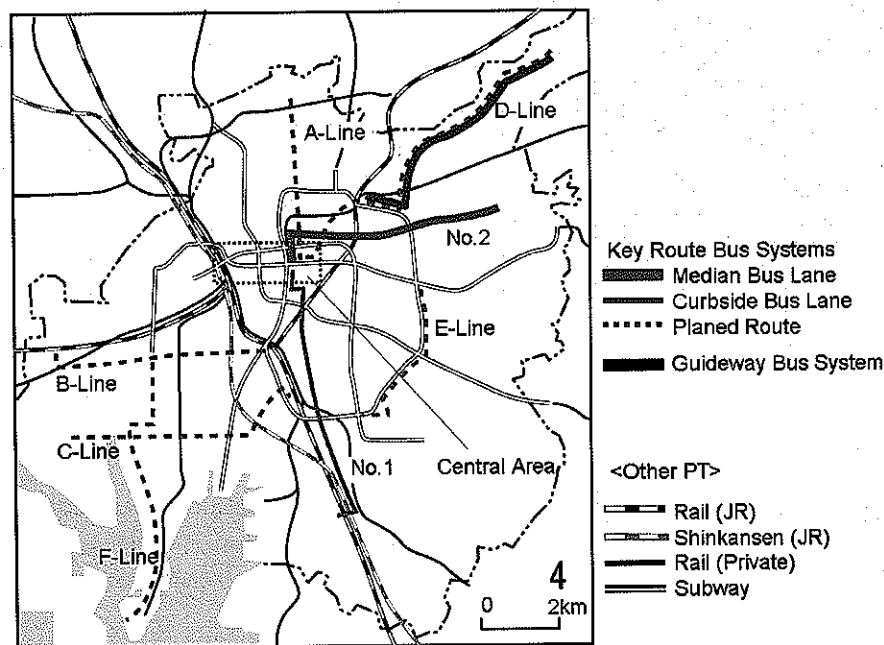 A-Line
D-Line
No.2
E-Line
B-Line
C-Line
No.1
Central Area
F-Line
4
0 2km
Key Route Bus Systems
Median Bus Lane
Curbside Bus Lane
Planed Route
Guideway Bus System
<Other PT>
Rail (JR)
Shinkansen (JR)
Rail (Private)
Subway